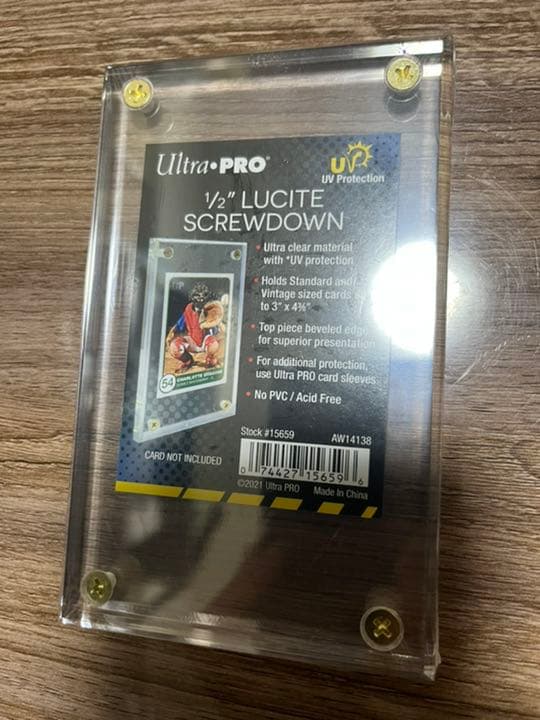 Ultra•PRO®
UV
UV Protection
1/2" LUCITE
SCREWDOWN
• Ultra clear material
with *UV protection
• Holds Standard and
Vintage sized cards
to 3" x 4⅜"
• Top piece beveled edge
for superior presentation
• For additional protection,
use Ultra PRO card sleeves
• No PVC / Acid Free
UP
54
CHARLOTTE
CARD NOT INCLUDED
Stock #15659
AW14138
0 74427 15659 6
©2021 Ultra PRO Made in China